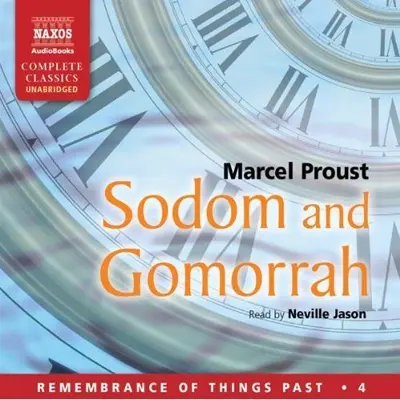 NAXOS
AudioBooks
COMPLETE
CLASSICS
UNABRIDGED
Marcel Proust
Sodom and
Gomorrah
Read by Neville Jason
REMEMBRANCE OF THINGS PAST • 4